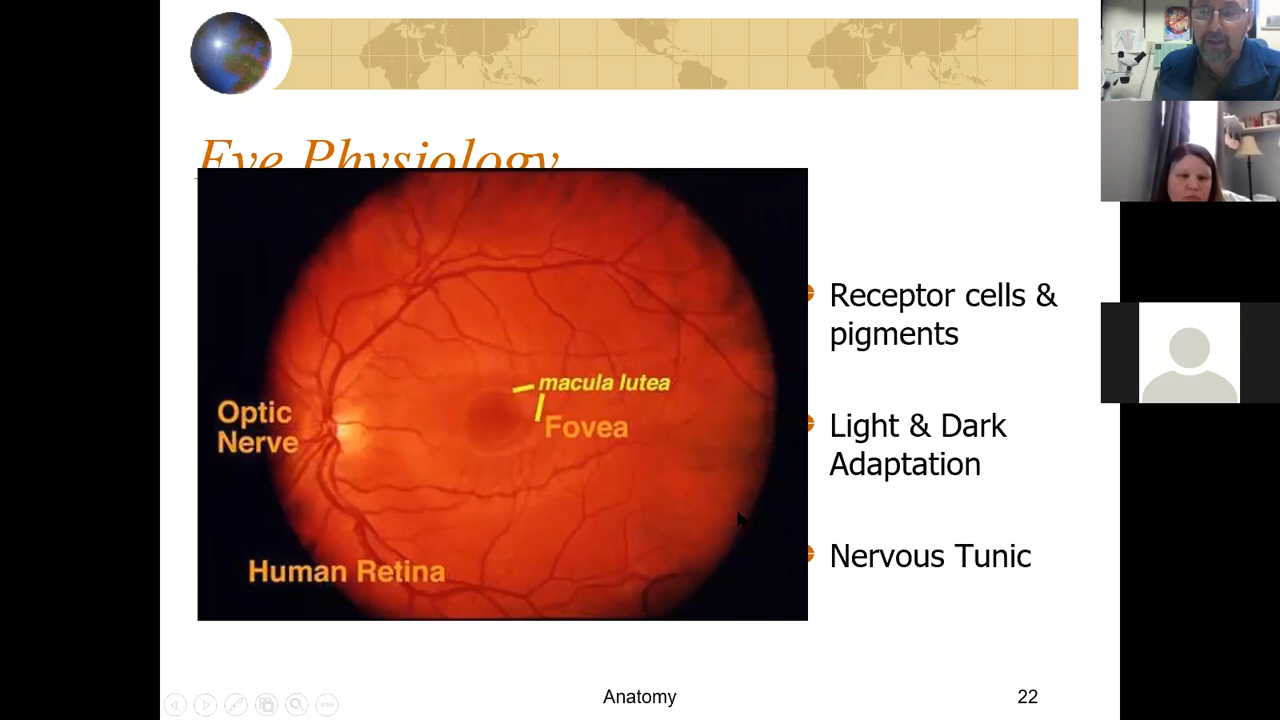 Eye Physiology
macula lutea
Optic
Nerve
Fovea
Human Retina
Receptor cells &
pigments
Light & Dark
Adaptation
Nervous Tunic
Anatomy
22